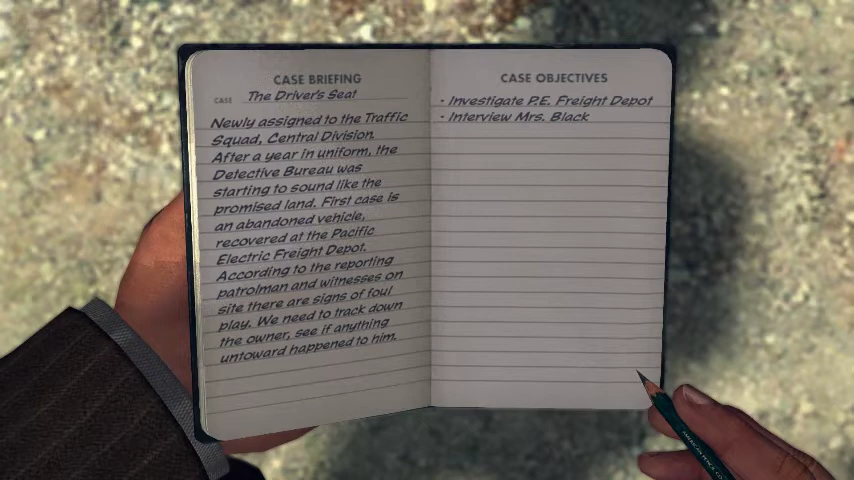 CASE BRIEFING
CASE The Driver's Seat
Newly assigned to the Traffic
Squad, Central Division.
After a year in uniform, the
Detective Bureau was
starting to sound like the
promised land. First case is
an abandoned vehicle,
recovered at the Pacific
Electric Freight Depot.
According to the reporting
patrolman and witnesses on
site there are signs of foul
play. We need to track down
the owner, see if anything
untoward happened to him.
CASE OBJECTIVES
• Investigate P.E. Freight Depot
• Interview Mrs. Black
AMERICAN PENCIL CO